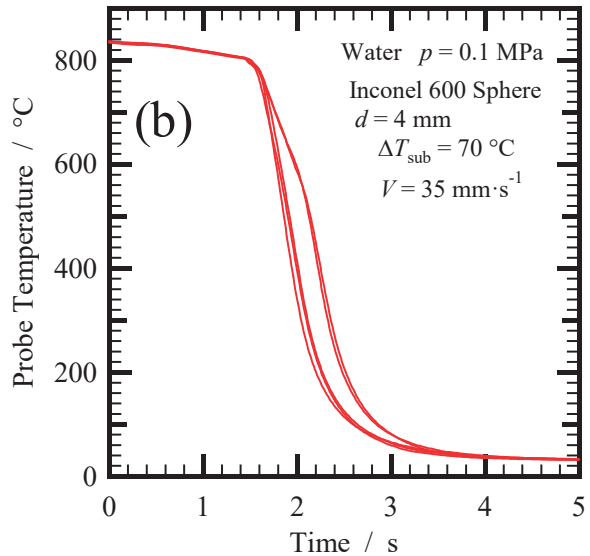 800
600
400
200
0
Probe Temperature / °C
(b)
Water p = 0.1 MPa
Inconel 600 Sphere
d = 4 mm
ΔTsub = 70 °C
V = 35 mm·s-1
0 1 2 3 4 5
Time / s